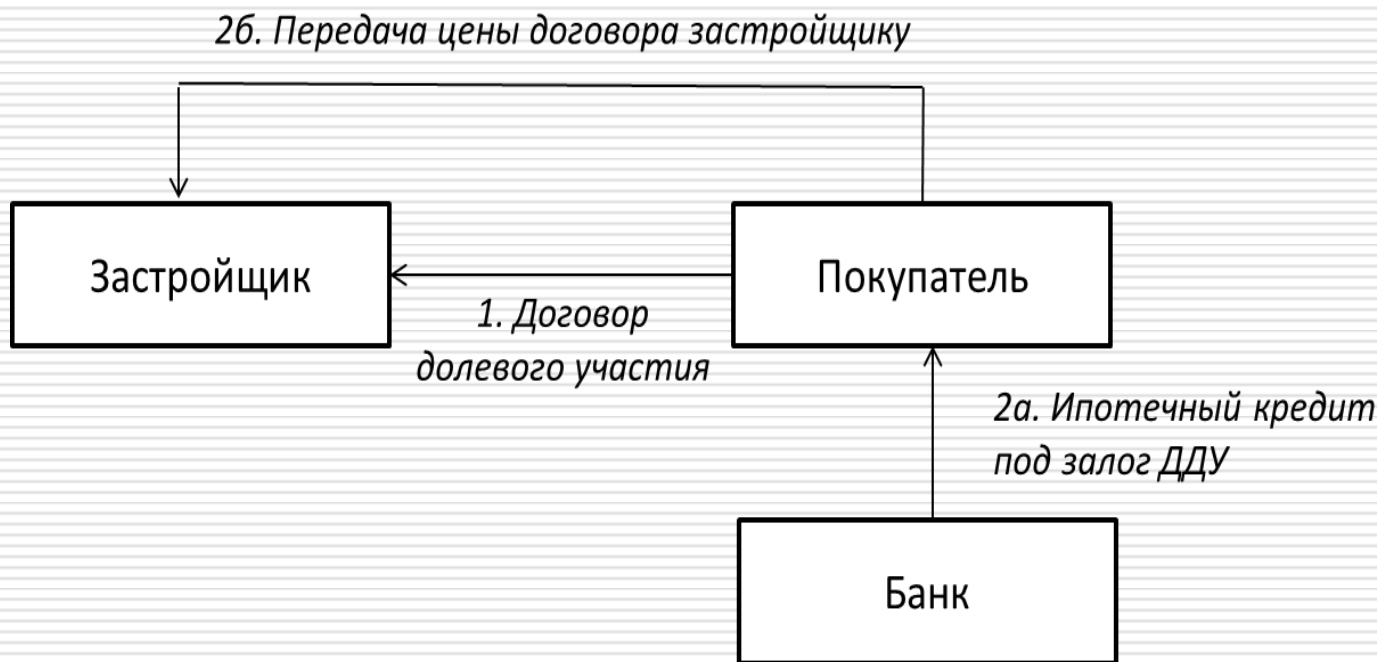 2б. Передача цены договора застройщику
Застройщик
Покупатель
1. Договор
долевого участия
2а. Ипотечный кредит
под залог ДДУ
Банк